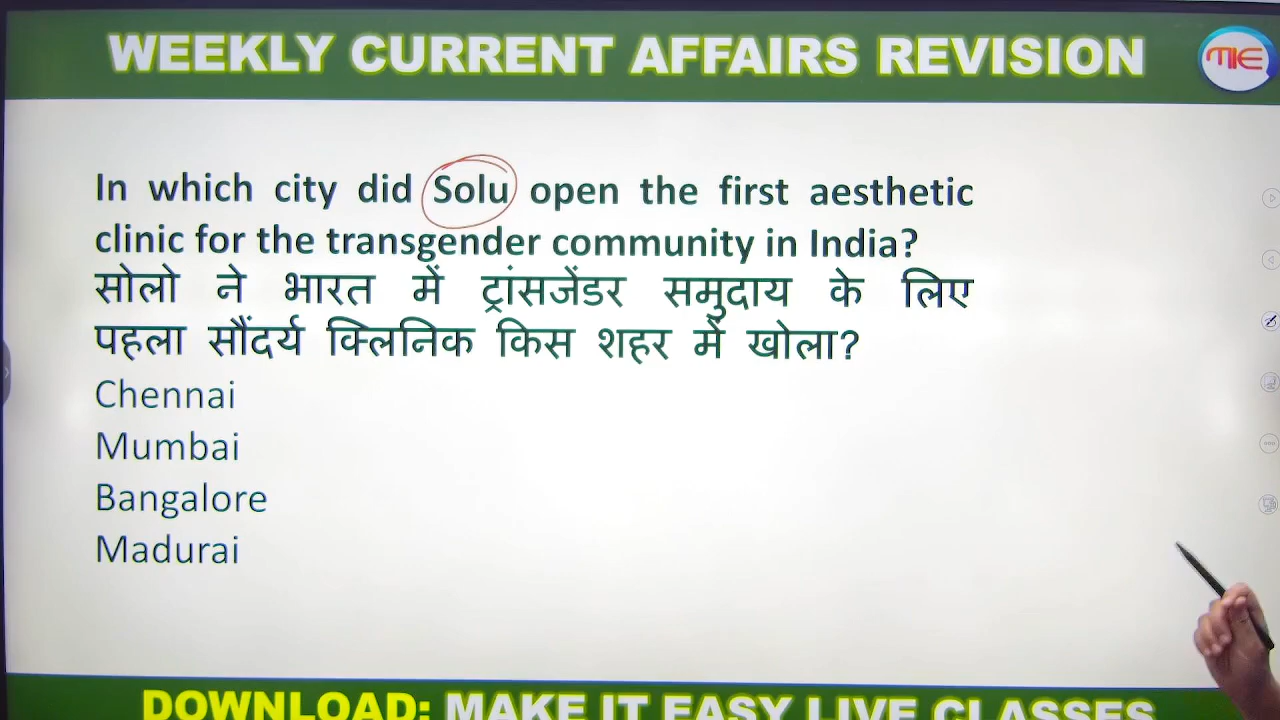 WEEKLY CURRENT AFFAIRS REVISION
MIE
In which city did Solu open the first aesthetic
clinic for the transgender community in India?
सोलो ने भारत में ट्रांसजेंडर समुदाय के लिए
पहला सौंदर्य क्लिनिक किस शहर में खोला?
Chennai
Mumbai
Bangalore
Madurai
DOWNLOAD: MAKE IT EASY LIVE CLASSES